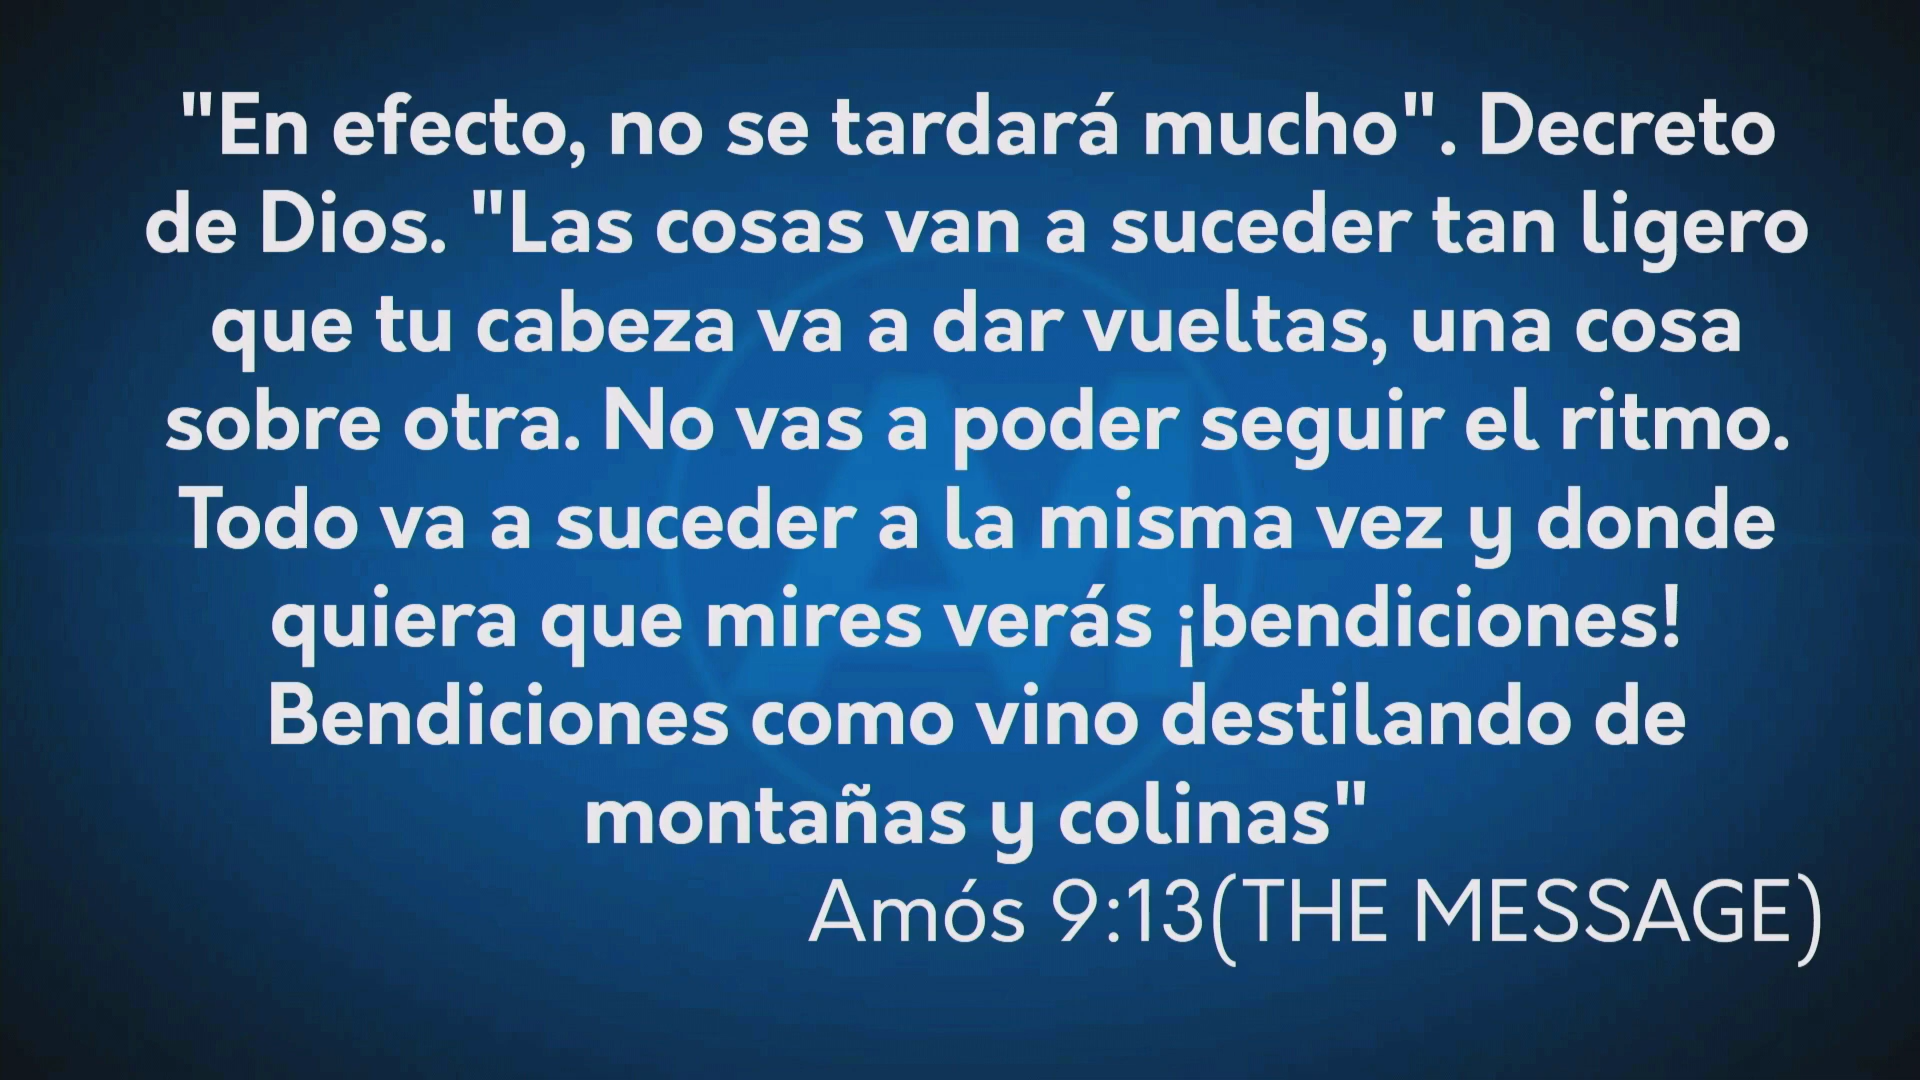 "En efecto, no se tardará mucho". Decreto
de Dios. "Las cosas van a suceder tan ligero
que tu cabeza va a dar vueltas, una cosa
sobre otra. No vas a poder seguir el ritmo.
Todo va a suceder a la misma vez y donde
quiera que mires verás ¡bendiciones!
Bendiciones como vino destilando de
montañas y colinas"
Amós 9:13(THE MESSAGE)
AM